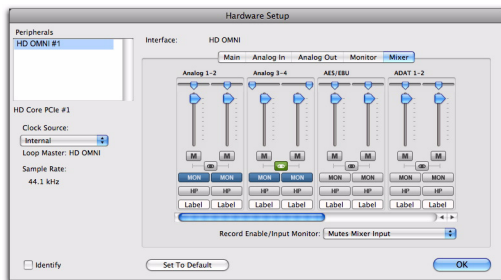 Hardware Setup
Peripherals
HD OMNI #1
Interface: HD OMNI
Main Analog In Analog Out Monitor Mixer
Analog 1-2 Analog 3-4 AES/EBU ADAT 1-2
HD Core PCIe #1
Clock Source:
Internal
Loop Master: HD OMNI
Sample Rate:
44.1 kHz
M M M M M M M M
MON MON MON MON MON MON MON MON
HP HP HP HP HP HP HP HP
Label Label Label Label Label Label Label Label
Record Enable/Input Monitor: Mutes Mixer Input
Identify Set To Default OK